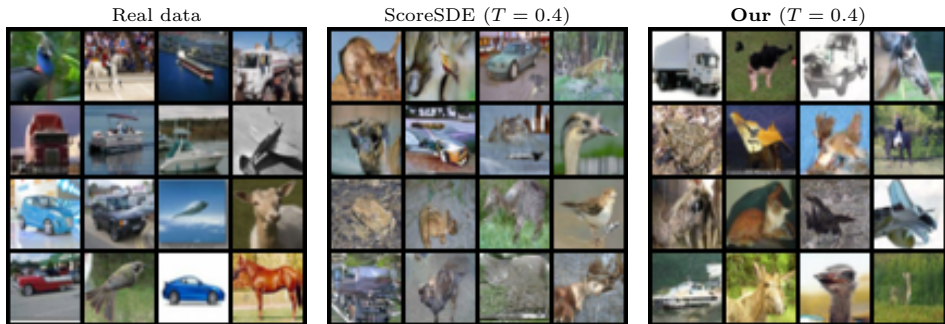 Real data
ScoreSDE (T = 0.4)
Our (T = 0.4)